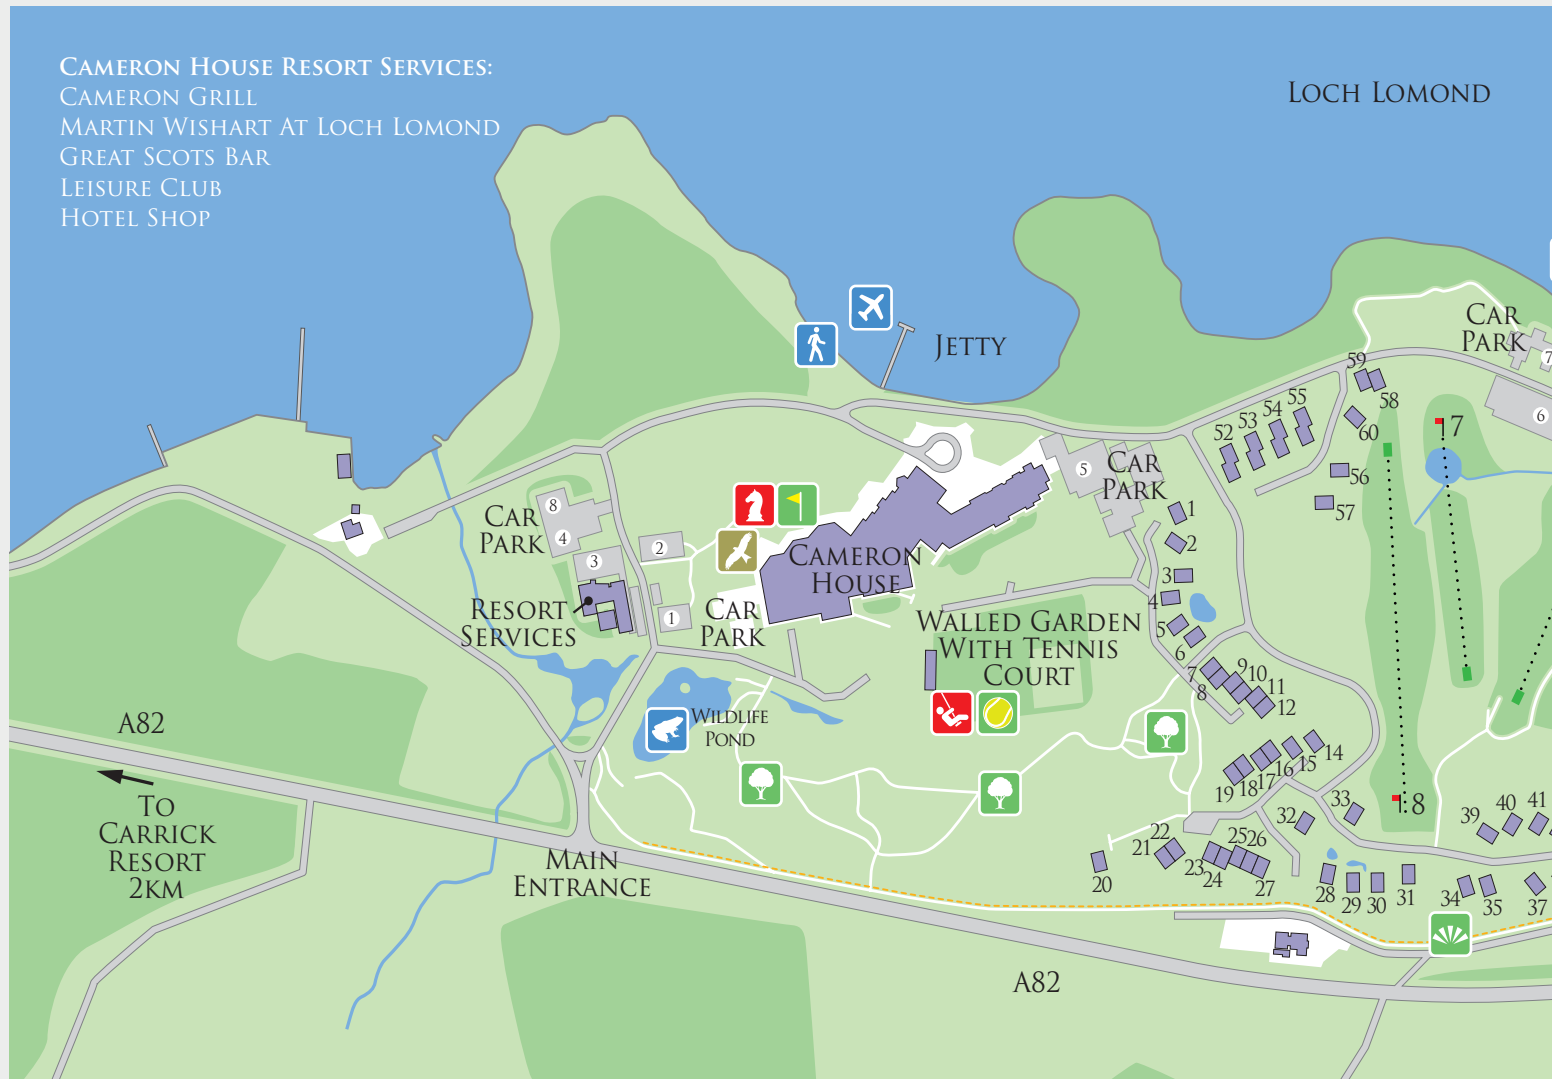 CAMERON HOUSE RESORT SERVICES:
CAMERON GRILL
MARTIN WISHART AT LOCH LOMOND
GREAT SCOTS BAR
LEISURE CLUB
HOTEL SHOP
LOCH LOMOND
JETTY
CAR
PARK
7
6
59
58
60
55
54
53
52
56
57
7
8
4
CAR
PARK
3
2
1
RESORT
SERVICES
CAR
PARK
CAMERON
HOUSE
5
CAR
PARK
1
2
3
4
5
6
7
8
9
10
11
12
WALLED GARDEN
WITH TENNIS
COURT
WILDLIFE
POND
A82
TO
CARRICK
RESORT
2KM
MAIN
ENTRANCE
14
15
16
17
18
19
20
21
22
23
24
25
26
27
28
29
30
31
32
33
34
35
37
39
40
41
8
A82